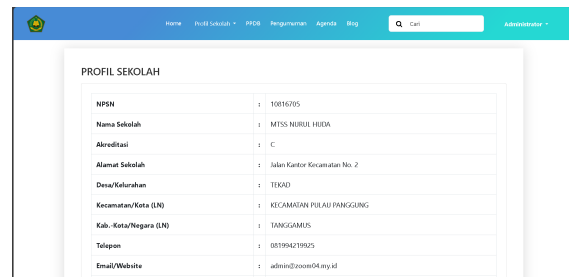 Home Profil Sekolah PPDB Pengumuman Agenda Blog Cari Administrator
PROFIL SEKOLAH
NPSN : 10816705
Nama Sekolah : MTSS NURUL HUDA
Akreditasi : C
Alamat Sekolah : Jalan Kantor Kecamatan No. 2
Desa/Kelurahan : TEKAD
Kecamatan/Kota (LN) : KECAMATAN PULAU PANGGUNG
Kab.-Kota/Negara (LN) : TANGGAMUS
Telepon : 081994219925
Email/Website : admin@zoom04.my.id